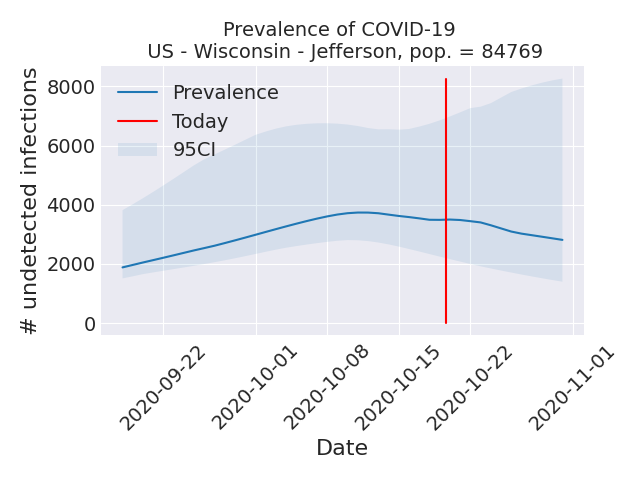 Prevalence of COVID-19
US - Wisconsin - Jefferson, pop. = 84769
# undetected infections
8000
6000
4000
2000
0
Prevalence
Today
95CI
2020-09-22
2020-10-01
2020-10-08
2020-10-15
2020-10-22
2020-11-01
Date